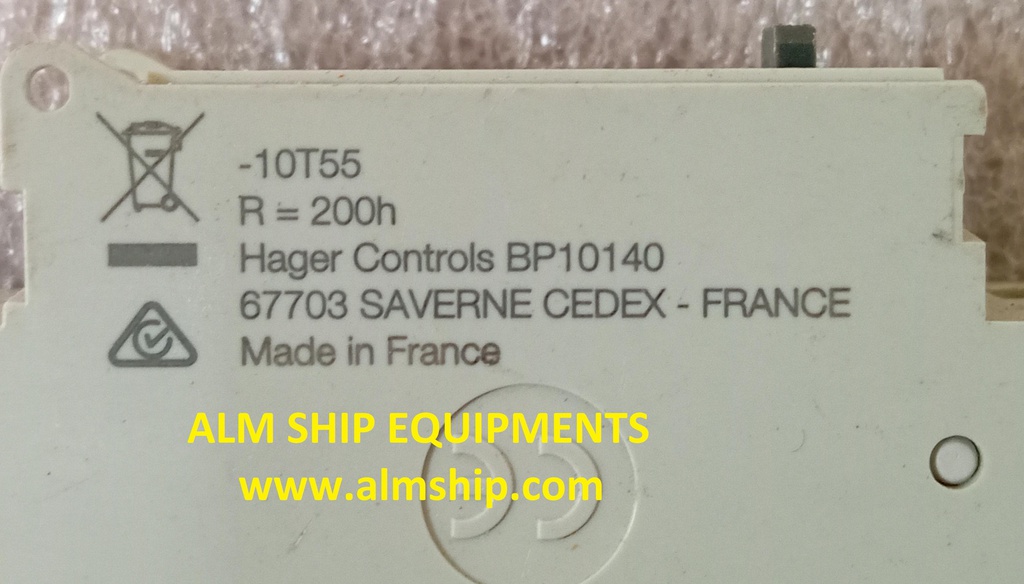 -10T55
R = 200h
Hager Controls BP10140
67703 SAVERNE CEDEX - FRANCE
Made in France
ALM SHIP EQUIPMENTS
www.almship.com